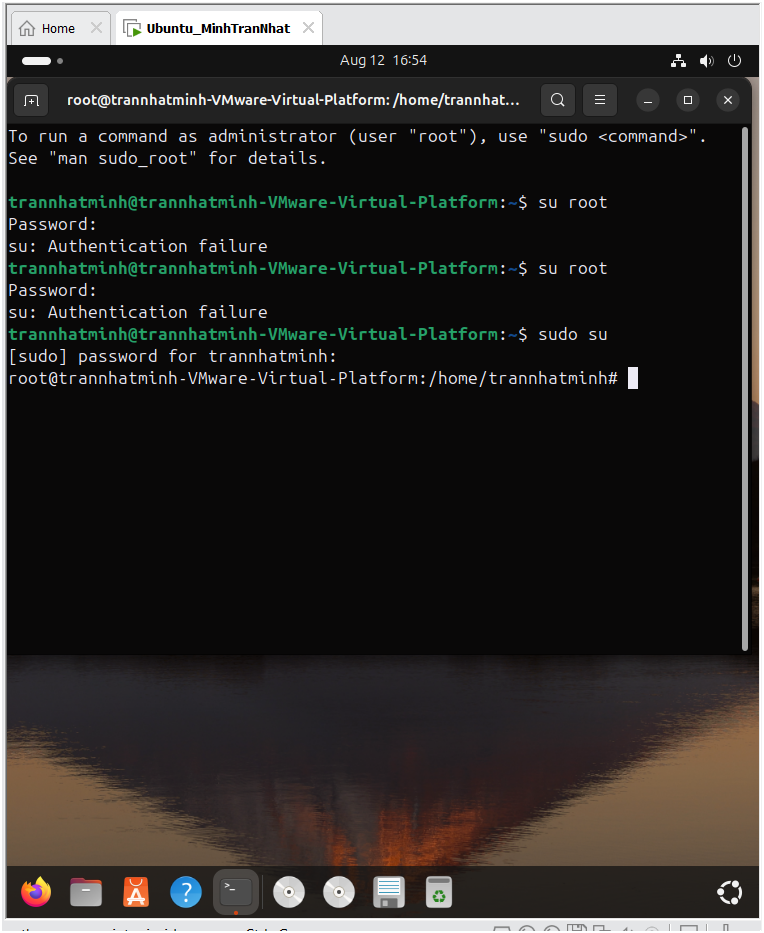 Home
Ubuntu_MinhTranNhat
Aug 12 16:54
root@trannhatminh-VMware-Virtual-Platform: /home/trannhat...
To run a command as administrator (user "root"), use "sudo <command>".
See "man sudo_root" for details.
trannhatminh@trannhatminh-VMware-Virtual-Platform:~$ su root
Password:
su: Authentication failure
trannhatminh@trannhatminh-VMware-Virtual-Platform:~$ su root
Password:
su: Authentication failure
trannhatminh@trannhatminh-VMware-Virtual-Platform:~$ sudo su
[sudo] password for trannhatminh:
root@trannhatminh-VMware-Virtual-Platform:/home/trannhatminh#